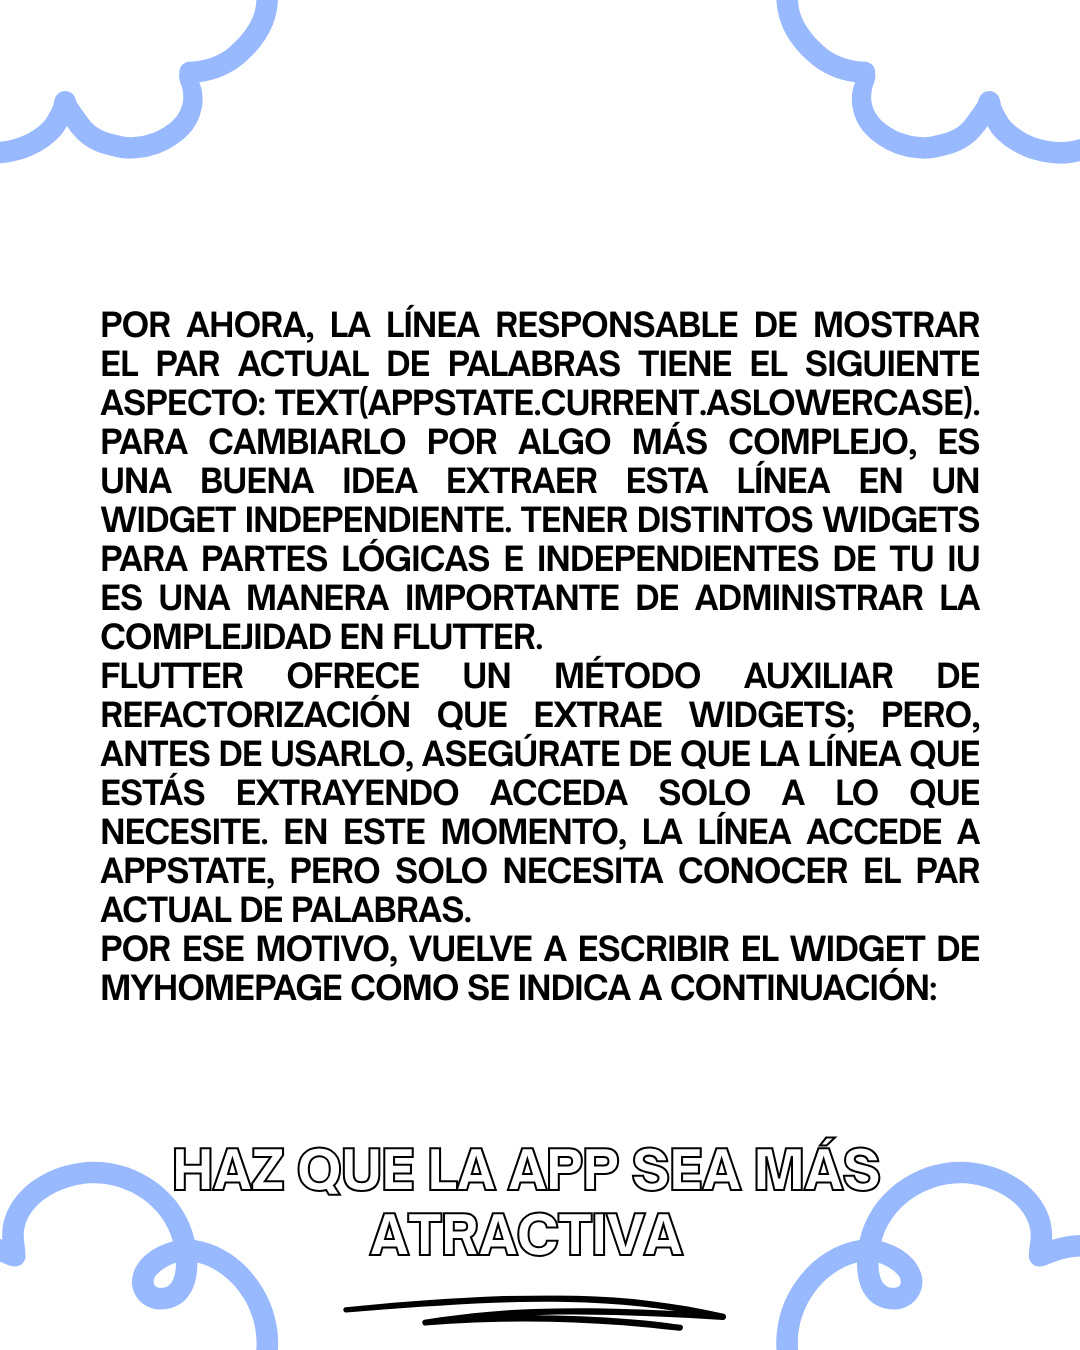 POR AHORA, LA LÍNEA RESPONSABLE DE MOSTRAR
EL PAR ACTUAL DE PALABRAS TIENE EL SIGUIENTE
ASPECTO: TEXT(APPSTATE.CURRENT.ASLOWERCASE).
PARA CAMBIARLO POR ALGO MÁS COMPLEJO, ES
UNA BUENA IDEA EXTRAER ESTA LÍNEA EN UN
WIDGET INDEPENDIENTE. TENER DISTINTOS WIDGETS
PARA PARTES LÓGICAS E INDEPENDIENTES DE TU IU
ES UNA MANERA IMPORTANTE DE ADMINISTRAR LA
COMPLEJIDAD EN FLUTTER.
FLUTTER OFRECE UN MÉTODO AUXILIAR DE
REFACTORIZACIÓN QUE EXTRAE WIDGETS; PERO,
ANTES DE USARLO, ASEGÚRATE DE QUE LA LÍNEA QUE
ESTÁS EXTRAYENDO ACCEDA SOLO A LO QUE
NECESITE. EN ESTE MOMENTO, LA LÍNEA ACCEDE A
APPSTATE, PERO SOLO NECESITA CONOCER EL PAR
ACTUAL DE PALABRAS.
POR ESE MOTIVO, VUELVE A ESCRIBIR EL WIDGET DE
MYHOMEPAGE COMO SE INDICA A CONTINUACIÓN:
HAZ QUE LA APP SEA MÁS
ATRACTIVA